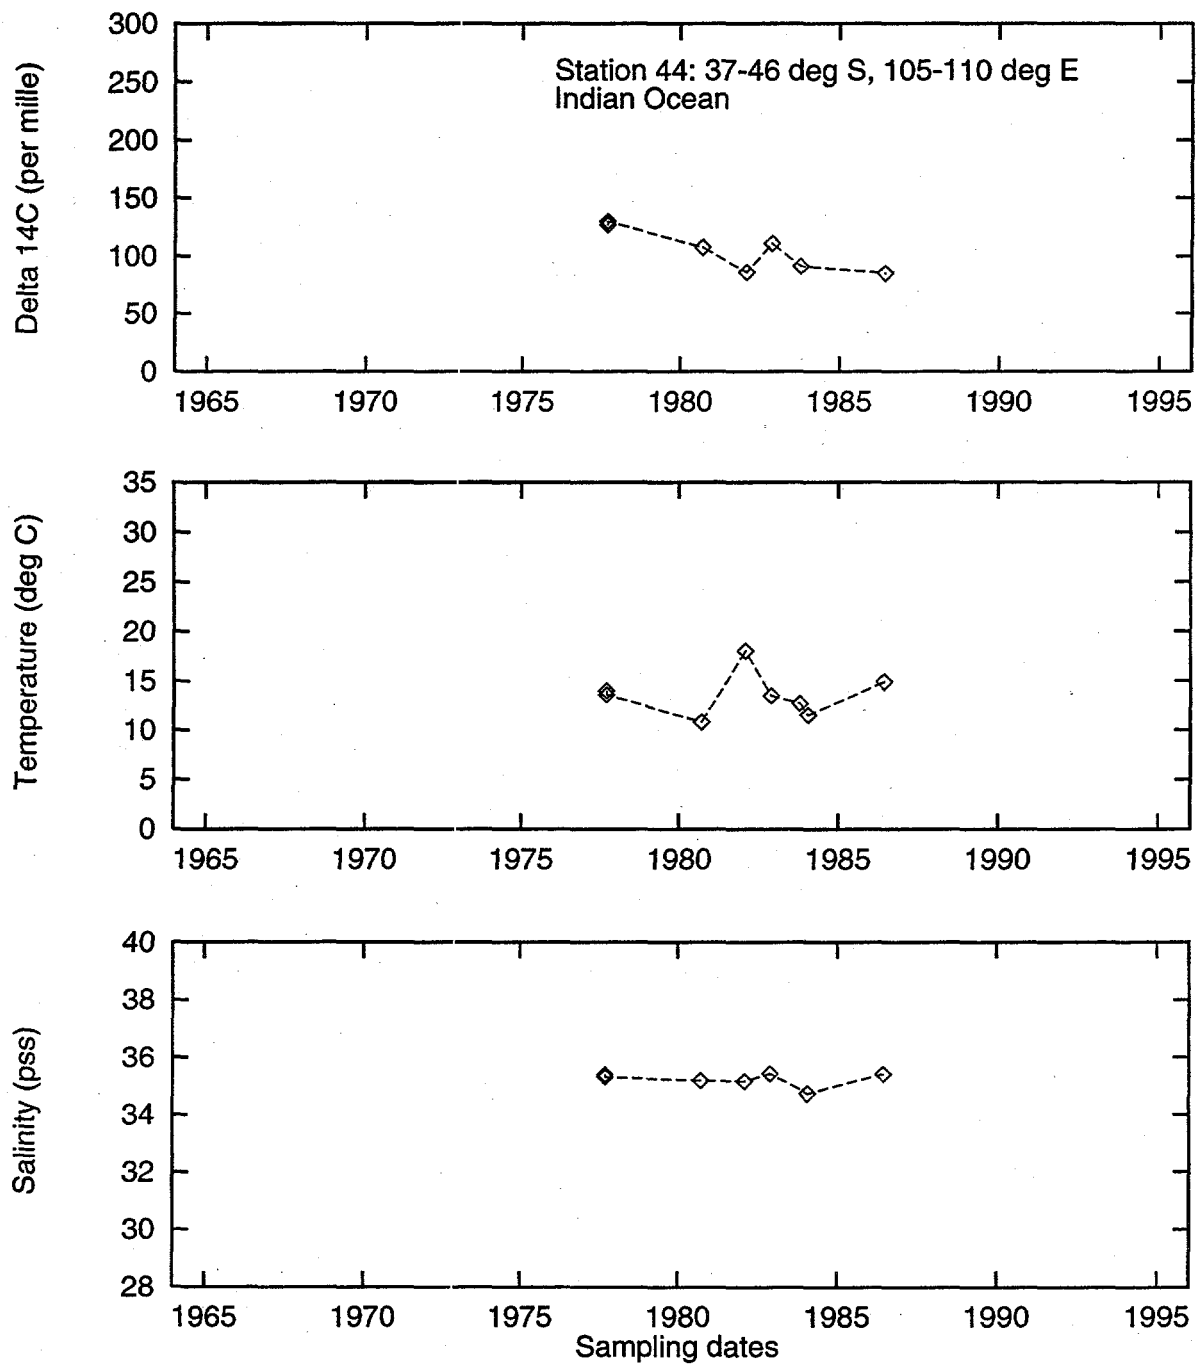 300
Station 44: 37-46 deg S, 105-110 deg E
Indian Ocean
250
200
150
100
50
0
Delta 14C (per mille)
1965 1970 1975 1980 1985 1990 1995
35
30
25
20
15
10
5
0
Temperature (deg C)
1965 1970 1975 1980 1985 1990 1995
40
38
36
34
32
30
28
Salinity (pss)
1965 1970 1975 1980 1985 1990 1995
Sampling dates